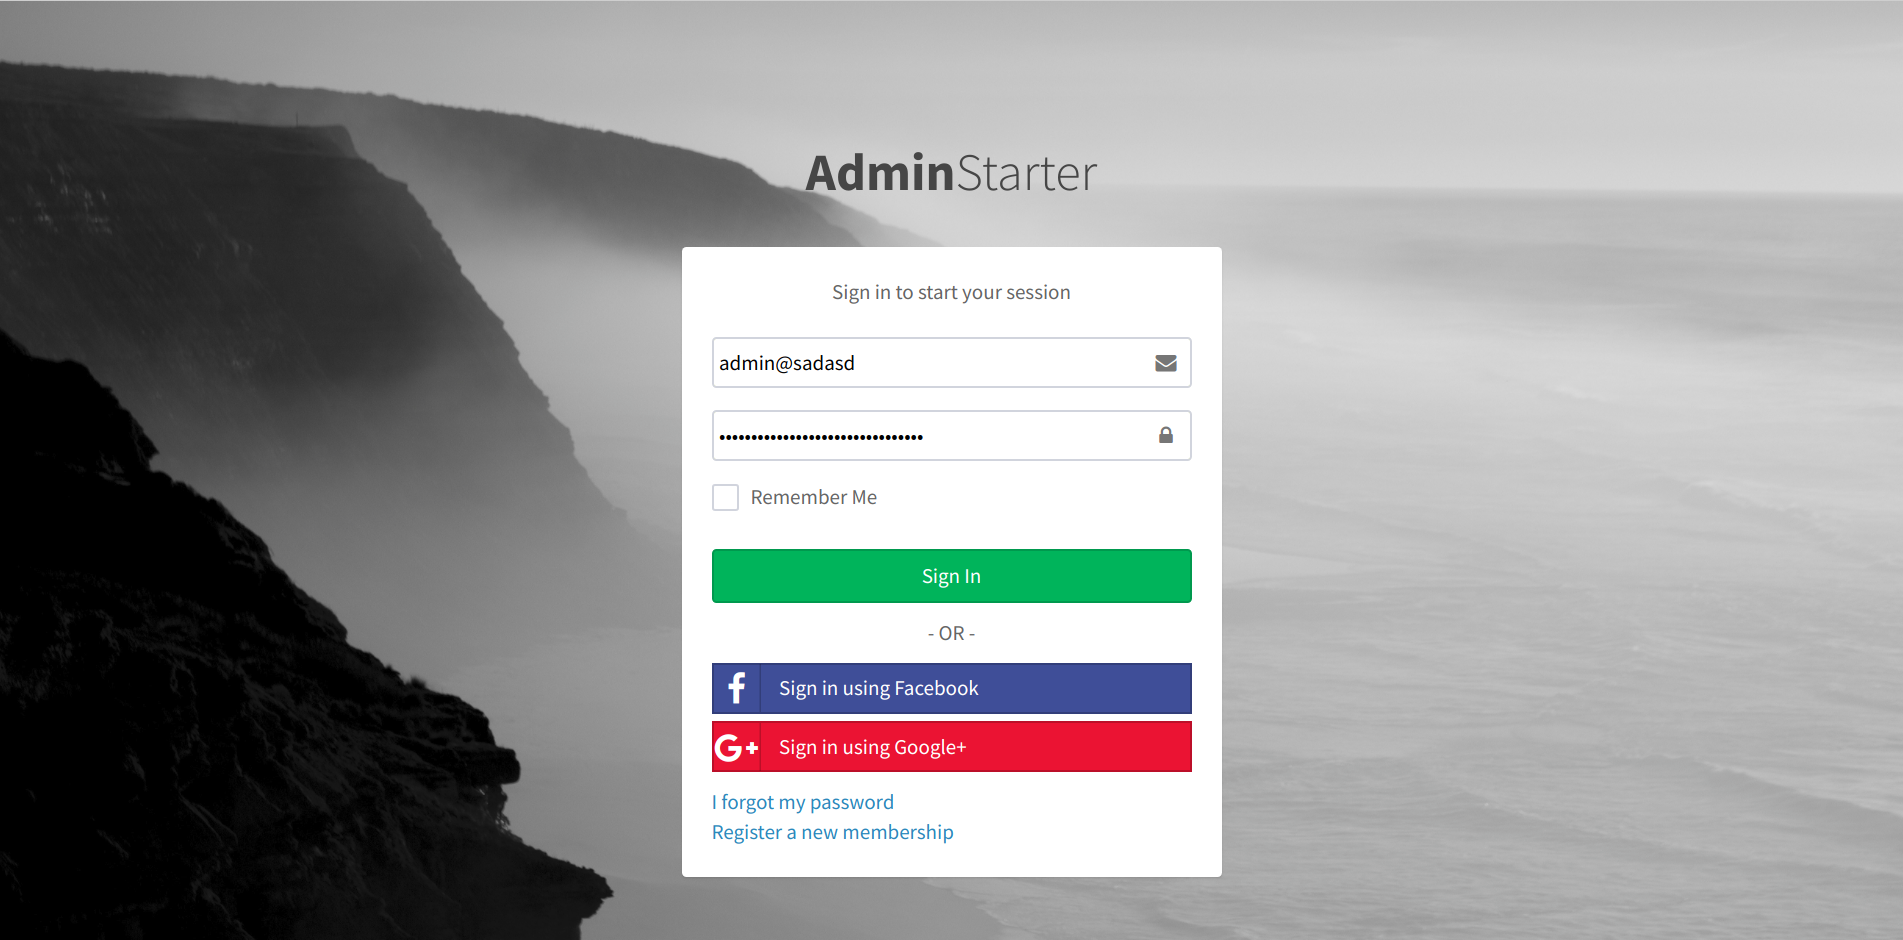 AdminStarter
Sign in to start your session
admin@sadasd
••••••••••••••••••••••••••••••••
Remember Me
Sign In
- OR -
Sign in using Facebook
G+ Sign in using Google+
I forgot my password
Register a new membership